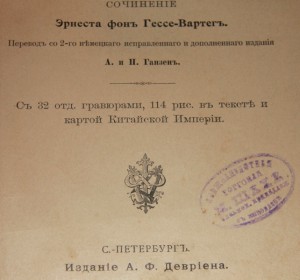 СОЧИНЕНІЕ
Эрнеста фонъ Гессе-Вартегъ.
Переводъ со 2-го нѣмецкаго исправленнаго и дополненнаго изданія
А. и П. Ганзенъ.
Съ 32 отд. гравюрами, 114 рис. въ текстѣ и
картой Китайской Имперіи.
С.-ПЕТЕРБУРГЪ.
Изданіе А. Ф. Девріена.